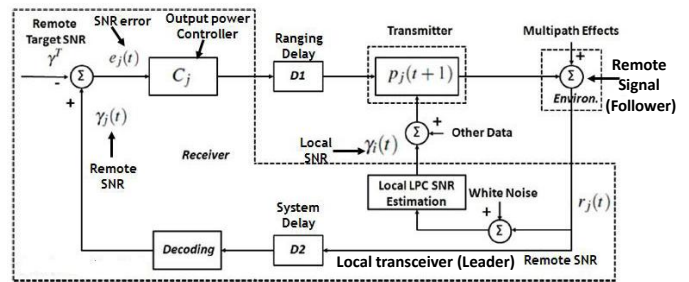 Remote
Target SNR
γ^T
-
+
Σ
SNR error
e_j(t)
Output power
Controller
C_j
Ranging
Delay
D1
Transmitter
p_j(t+1)
Multipath Effects
+
Σ
Environ.
Remote
Signal
(Follower)
γ_j(t)
Remote
SNR
Receiver
Local
SNR
γ_i(t)
Σ
+
Other Data
Local LPC SNR
Estimation
White Noise
+
Σ
r_j(t)
System
Delay
D2
Decoding
Local transceiver (Leader)
Remote SNR